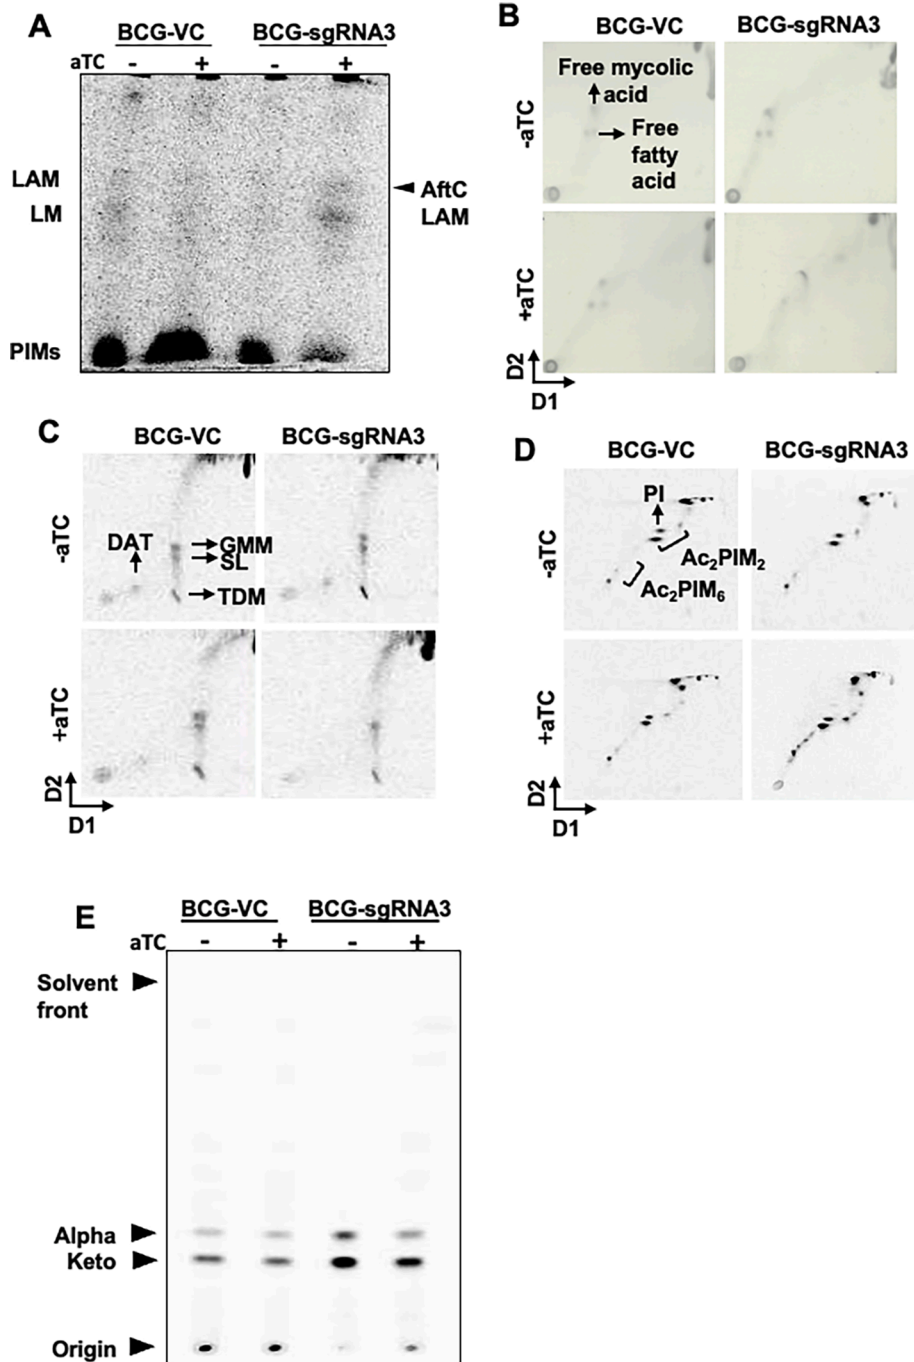 A
BCG-VC BCG-sgRNA3
aTC - + - +
LAM
LM
AftC
LAM
PIMs
B
BCG-VC BCG-sgRNA3
-aTC
Free mycolic
acid
Free
fatty
acid
+aTC
D2
D1
C
BCG-VC BCG-sgRNA3
-aTC
DAT
GMM
SL
TDM
+aTC
D2
D1
D
BCG-VC BCG-sgRNA3
-aTC
PI
Ac₂PIM₂
Ac₂PIM₆
+aTC
D2
D1
E
BCG-VC BCG-sgRNA3
aTC - + - +
Solvent
front
Alpha
Keto
Origin